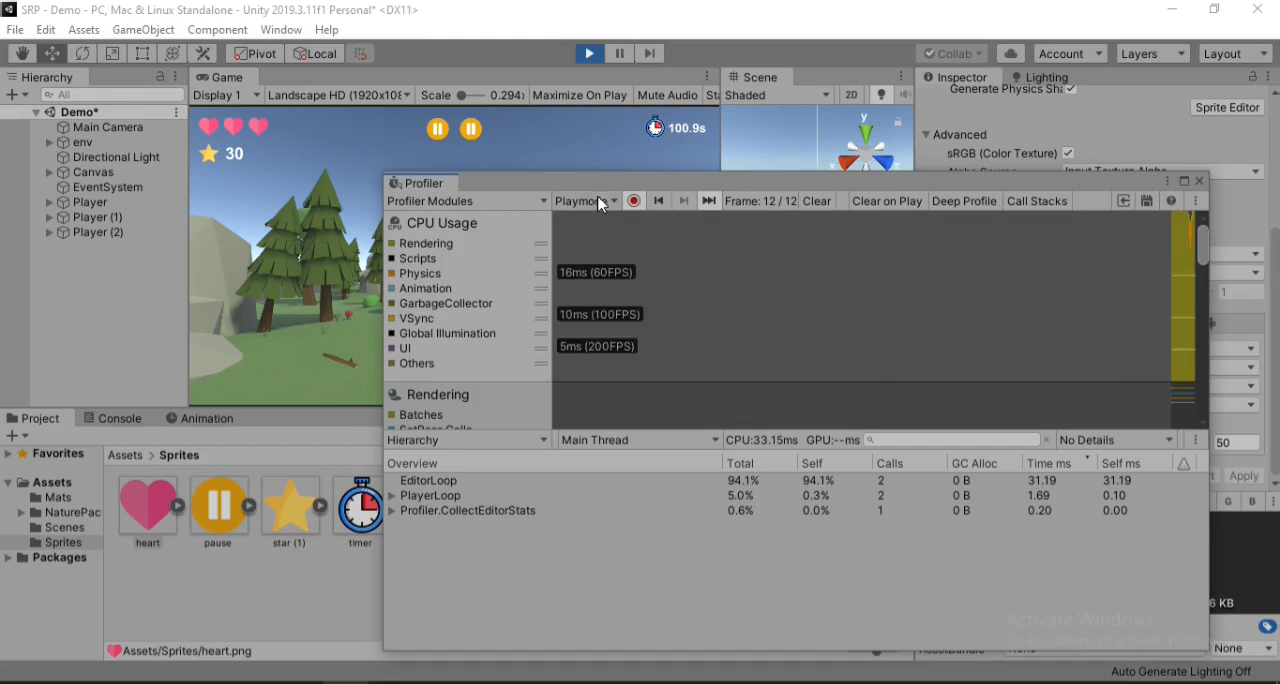 SRP - Demo - PC, Mac & Linux Standalone - Unity 2019.3.11f1 Personal* <DX11>
File Edit Assets GameObject Component Window Help
Pivot Local Collab Account Layers Layout
Hierarchy
All
Demo*
Main Camera
env
Directional Light
Canvas
EventSystem
Player
Player (1)
Player (2)
Game
Display 1 Landscape HD (1920x108 Scale 0.294 Maximize On Play Mute Audio
30
100.9s
Scene
Shaded 2D
y
Inspector Lighting
Generate Physics
Sprite Editor
Advanced
sRGB (Color Texture)
1
50
Apply
G B
KB
None
Profiler
Profiler Modules Frame: 12 / 12 Clear Clear on Play Deep Profile Call Stacks
CPU Usage
Rendering
Scripts
Physics
Animation
GarbageCollector
VSync
Global Illumination
UI
Others
16ms (60FPS)
10ms (100FPS)
5ms (200FPS)
Rendering
Batches
Hierarchy Main Thread CPU:33.15ms GPU:--ms No Details
Overview Total Self Calls GC Alloc Time ms Self ms
EditorLoop 94.1% 94.1% 2 0 B 31.19 31.19
PlayerLoop 5.0% 0.3% 2 0 B 1.69 0.10
Profiler.CollectEditorStats 0.6% 0.0% 1 0 B 0.20 0.00
Activate Windows
Project Console Animation
Favorites
Assets
Mats
NaturePac
Scenes
Sprites
Packages
Assets > Sprites
heart pause star (1) timer
Assets/Sprites/heart.png
Auto Generate Lighting Off